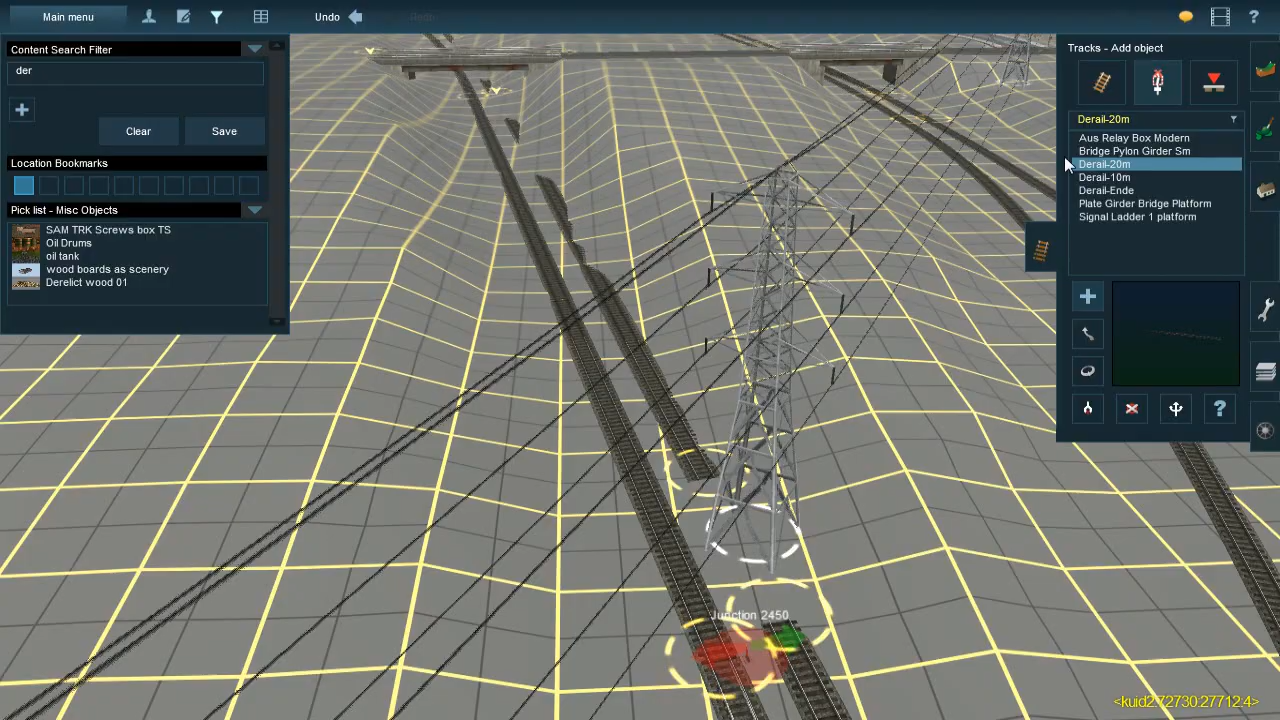 Main menu
Undo
Redo
?
Content Search Filter
der
Clear
Save
Location Bookmarks
Pick list - Misc Objects
SAM TRK Screws box TS
Oil Drums
oil tank
wood boards as scenery
Derelict wood 01
Tracks - Add object
Derail-20m
Aus Relay Box Modern
Bridge Pylon Girder Sm
Derail-20m
Derail-10m
Derail-Ende
Plate Girder Bridge Platform
Signal Ladder 1 platform
?
Junction 2450
<kuid2:72730:27712:4>